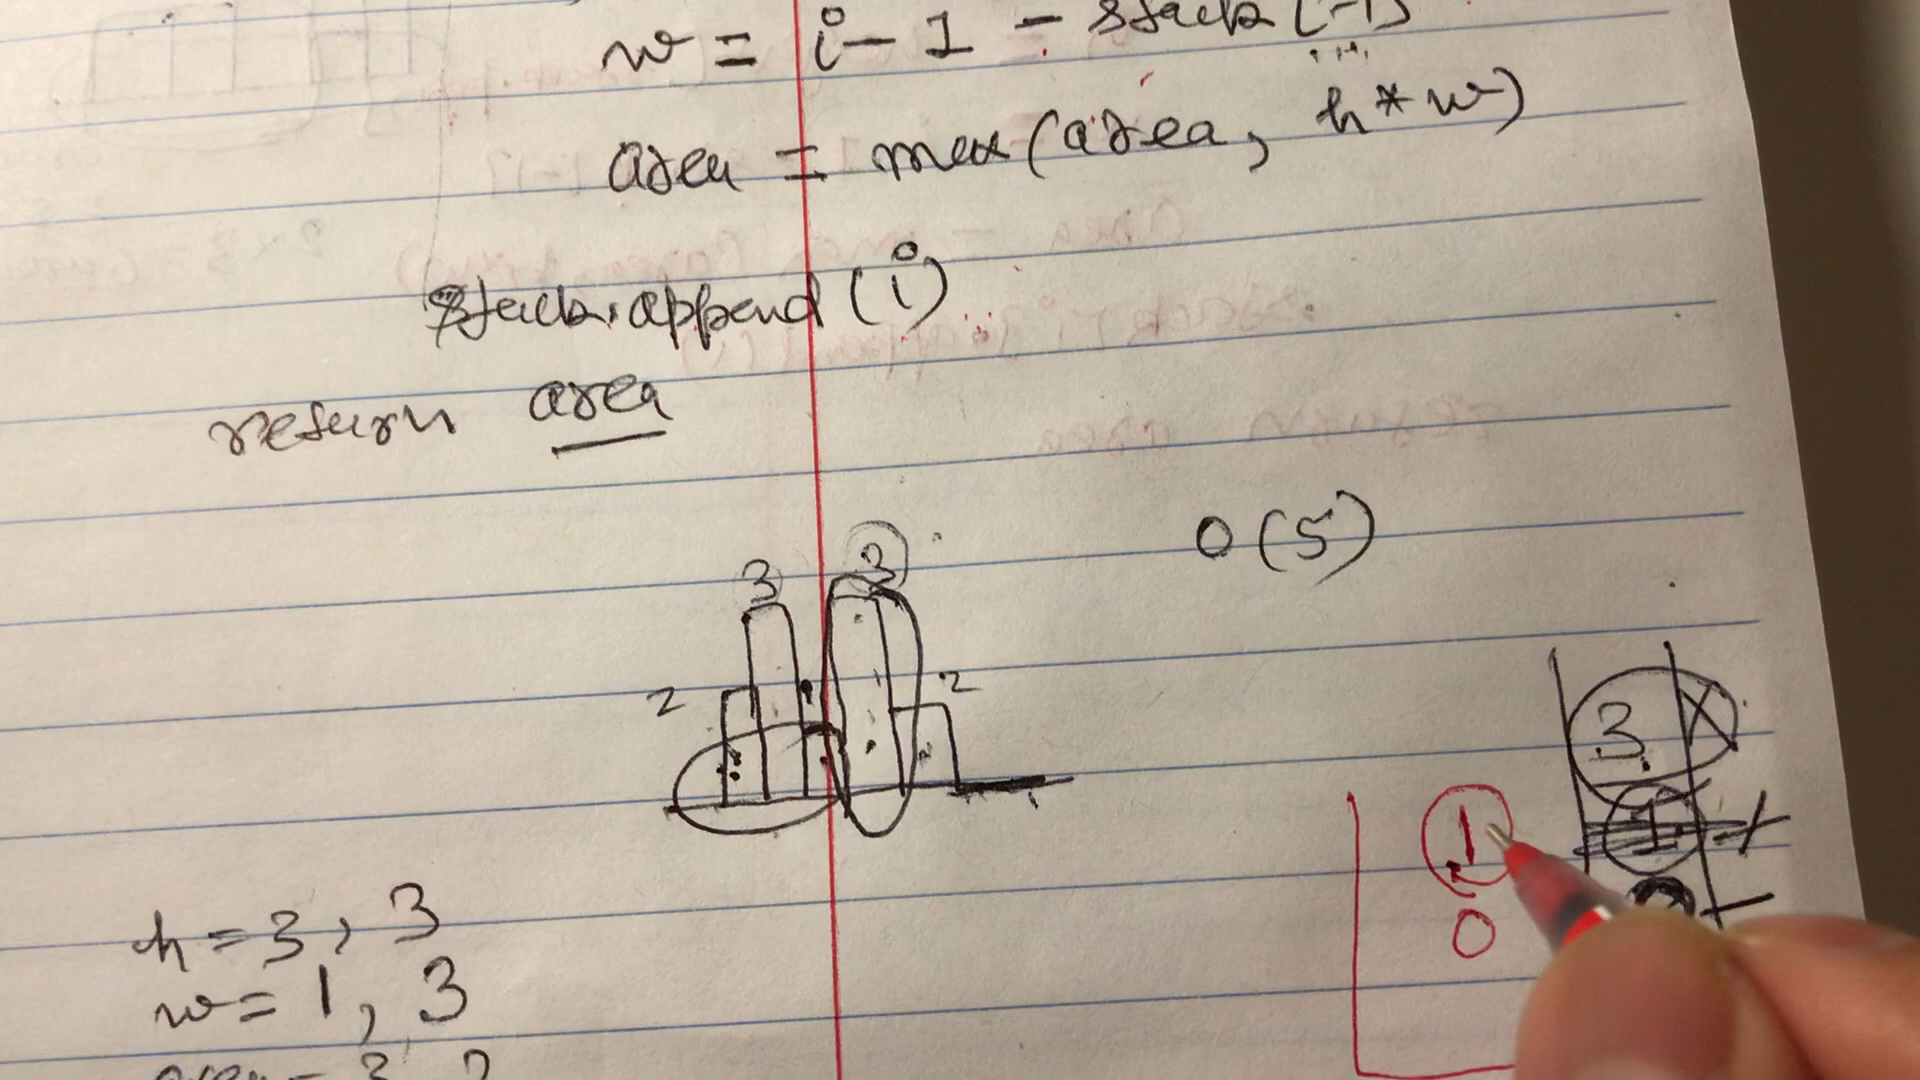 w = i - 1 - stack[-1]
area = max(area, h * w)
stack.append(i)
return area
O(5)
3 3
2 2
3
1 1
0
h = 3, 3
w = 1, 3